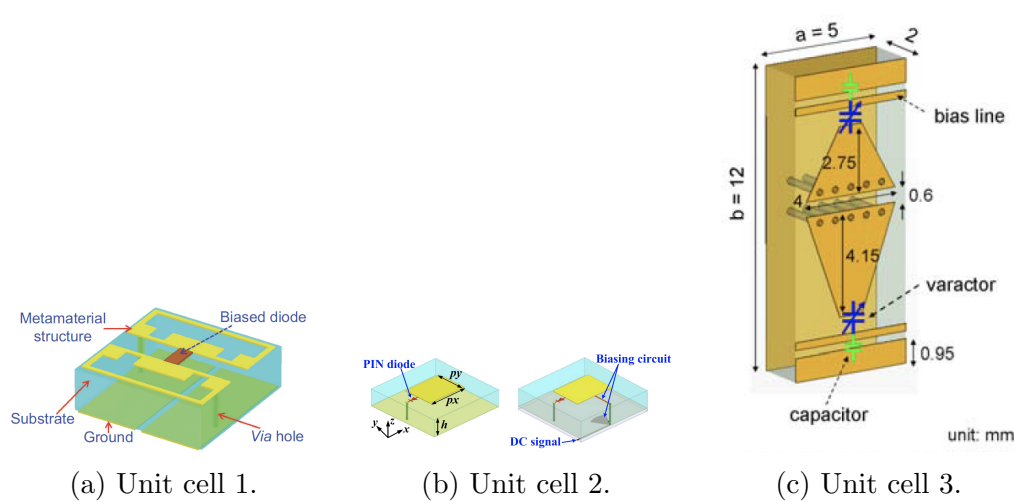 Metamaterial
structure
Biased diode
Substrate
Ground
Via hole
(a) Unit cell 1.
PIN diode
py
px
h
z
y
x
Biasing circuit
DC signal
(b) Unit cell 2.
a = 5
2
bias line
b = 12
2.75
4
0.6
4.15
varactor
0.95
capacitor
unit: mm
(c) Unit cell 3.